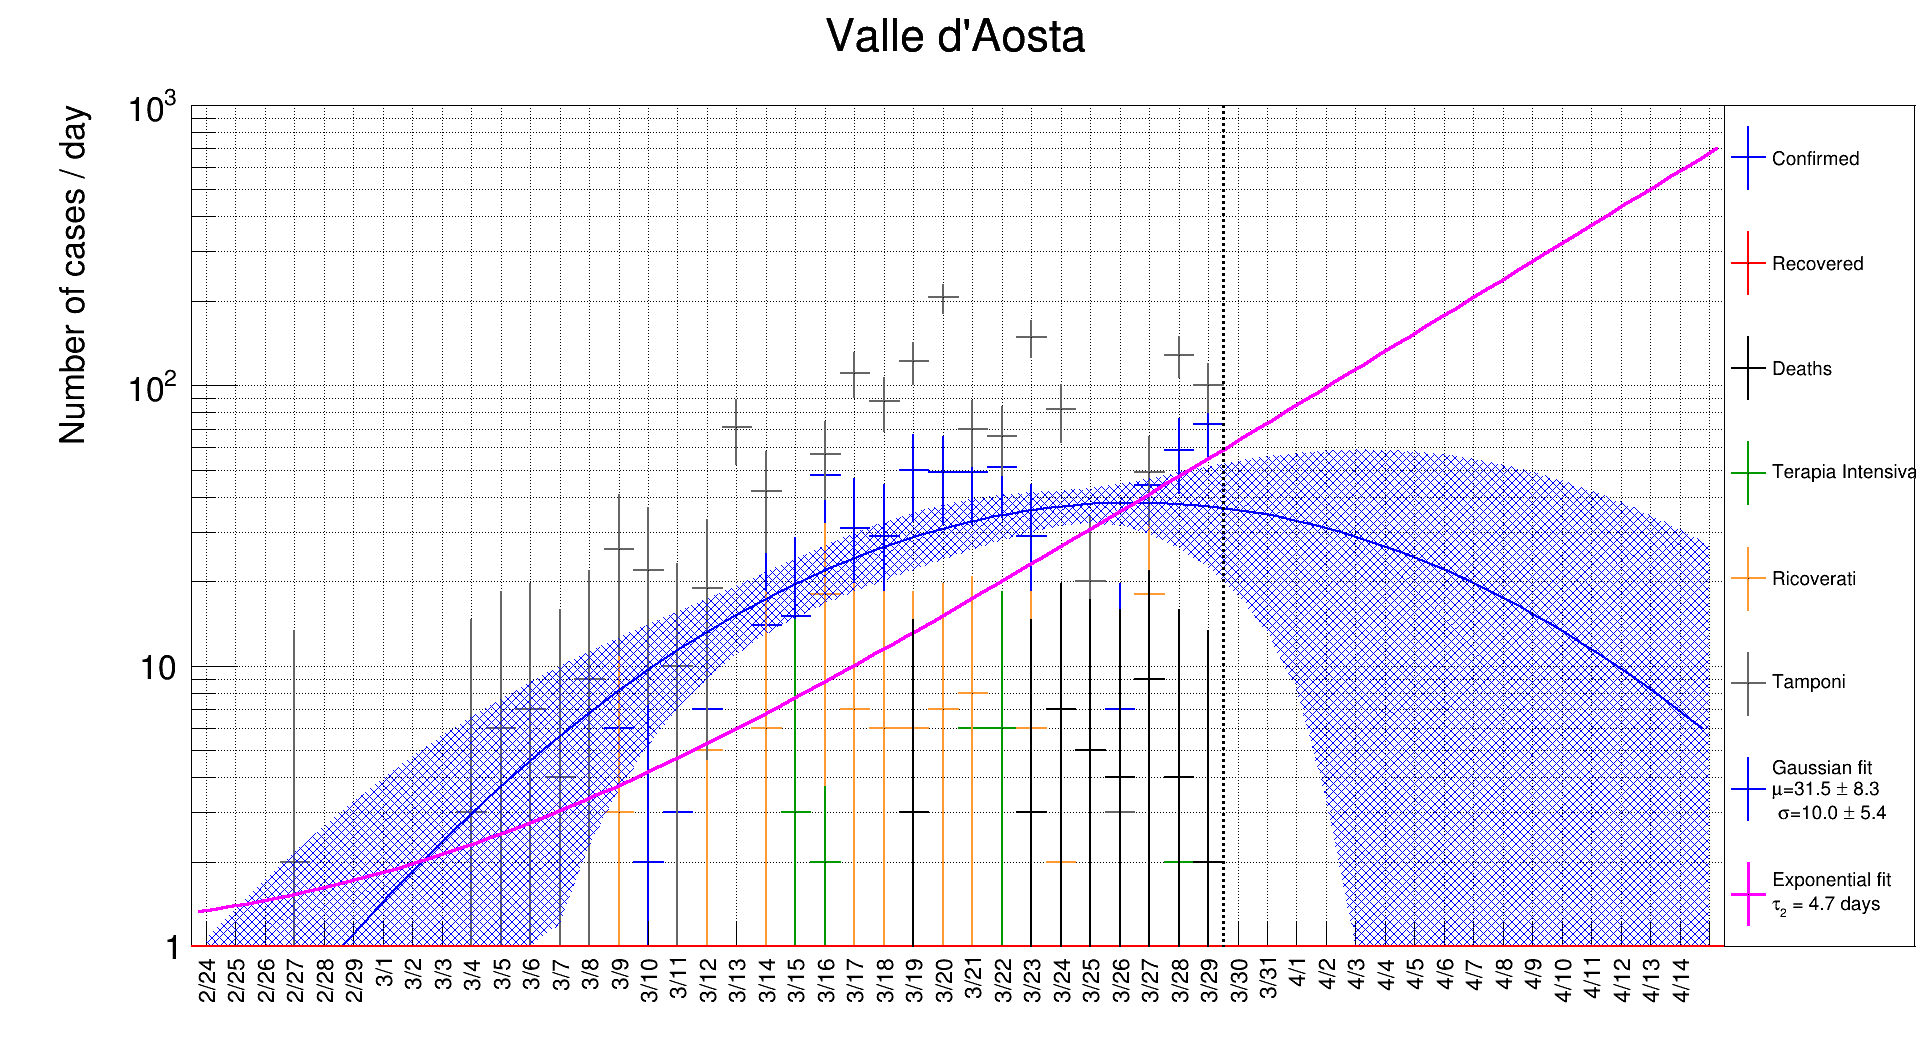 Valle d'Aosta
Number of cases / day
10³
10²
10
1
2/24 2/25 2/26 2/27 2/28 2/29 3/1 3/2 3/3 3/4 3/5 3/6 3/7 3/8 3/9 3/10 3/11 3/12 3/13 3/14 3/15 3/16 3/17 3/18 3/19 3/20 3/21 3/22 3/23 3/24 3/25 3/26 3/27 3/28 3/29 3/30 3/31 4/1 4/2 4/3 4/4 4/5 4/6 4/7 4/8 4/9 4/10 4/11 4/12 4/13 4/14
Confirmed
Recovered
Deaths
Terapia Intensiva
Ricoverati
Tamponi
Gaussian fit
μ=31.5 ± 8.3
σ=10.0 ± 5.4
Exponential fit
τ₂ = 4.7 days